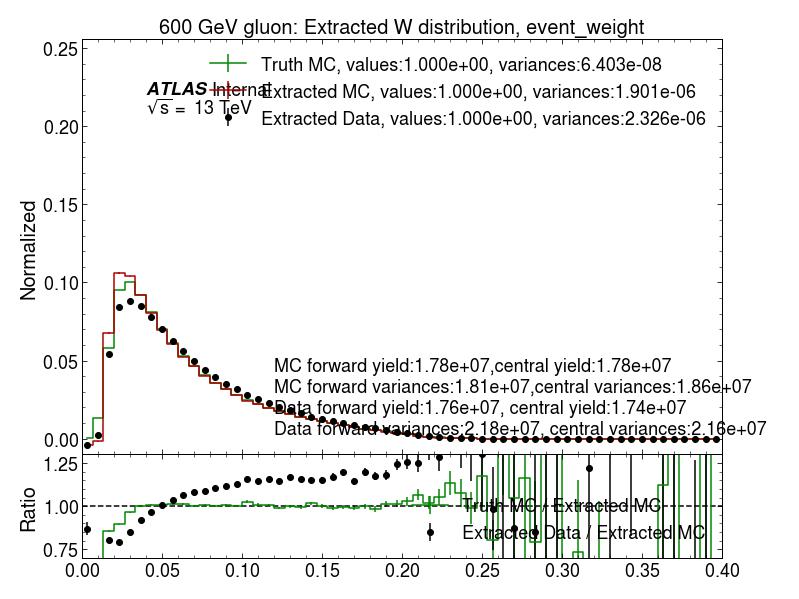 600 GeV gluon: Extracted W distribution, event_weight
Truth MC, values:1.000e+00, variances:6.403e-08
ATLAS Internal
Extracted MC, values:1.000e+00, variances:1.901e-06
√s = 13 TeV
Extracted Data, values:1.000e+00, variances:2.326e-06
Normalized
0.25
0.20
0.15
0.10
0.05
0.00
MC forward yield:1.78e+07,central yield:1.78e+07
MC forward variances:1.81e+07,central variances:1.86e+07
Data forward yield:1.76e+07, central yield:1.74e+07
Data forward variances:2.18e+07, central variances:2.16e+07
Ratio
1.25
1.00
0.75
Truth MC / Extracted MC
Extracted Data / Extracted MC
0.00 0.05 0.10 0.15 0.20 0.25 0.30 0.35 0.40